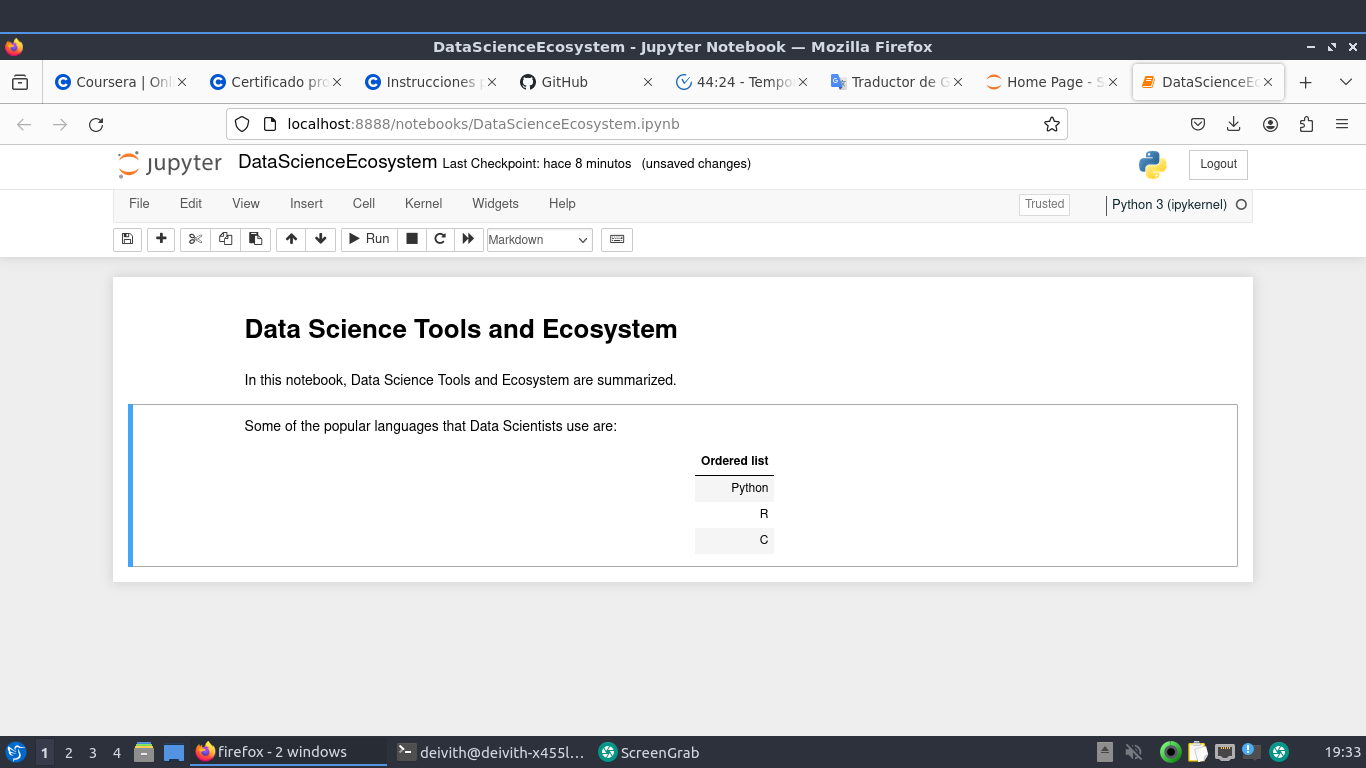 DataScienceEcosystem - Jupyter Notebook — Mozilla Firefox
Coursera | Onl
Certificado pro
Instrucciones p
GitHub
44:24 - Tempo
Traductor de G
Home Page - S
DataScienceEc
localhost:8888/notebooks/DataScienceEcosystem.ipynb
jupyter DataScienceEcosystem Last Checkpoint: hace 8 minutos (unsaved changes) Logout
File Edit View Insert Cell Kernel Widgets Help Trusted Python 3 (ipykernel)
Run Markdown
Data Science Tools and Ecosystem
In this notebook, Data Science Tools and Ecosystem are summarized.
Some of the popular languages that Data Scientists use are:
Ordered list
Python
R
C
1 2 3 4 firefox - 2 windows deivith@deivith-x455l... ScreenGrab 19:33